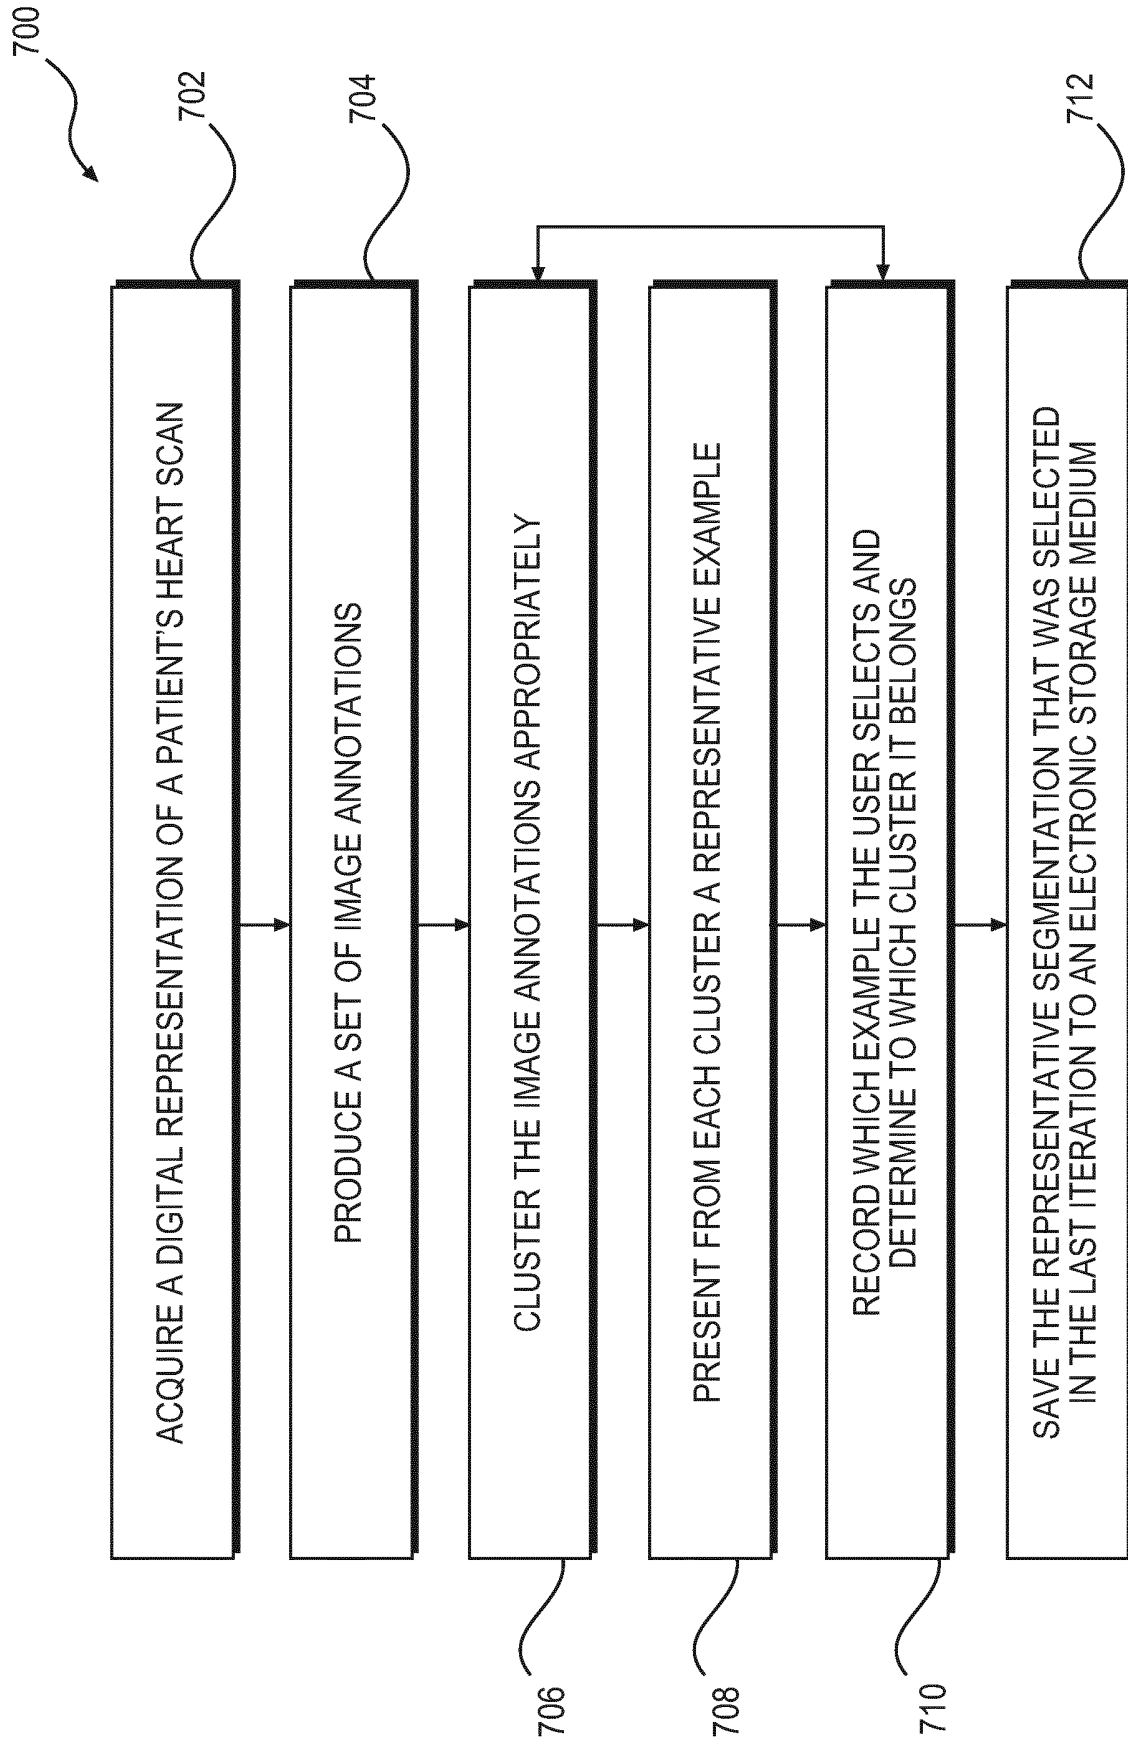 700
702
ACQUIRE A DIGITAL REPRESENTATION OF A PATIENT'S HEART SCAN
704
PRODUCE A SET OF IMAGE ANNOTATIONS
706
CLUSTER THE IMAGE ANNOTATIONS APPROPRIATELY
708
PRESENT FROM EACH CLUSTER A REPRESENTATIVE EXAMPLE
710
RECORD WHICH EXAMPLE THE USER SELECTS AND
DETERMINE TO WHICH CLUSTER IT BELONGS
712
SAVE THE REPRESENTATIVE SEGMENTATION THAT WAS SELECTED
IN THE LAST ITERATION TO AN ELECTRONIC STORAGE MEDIUM